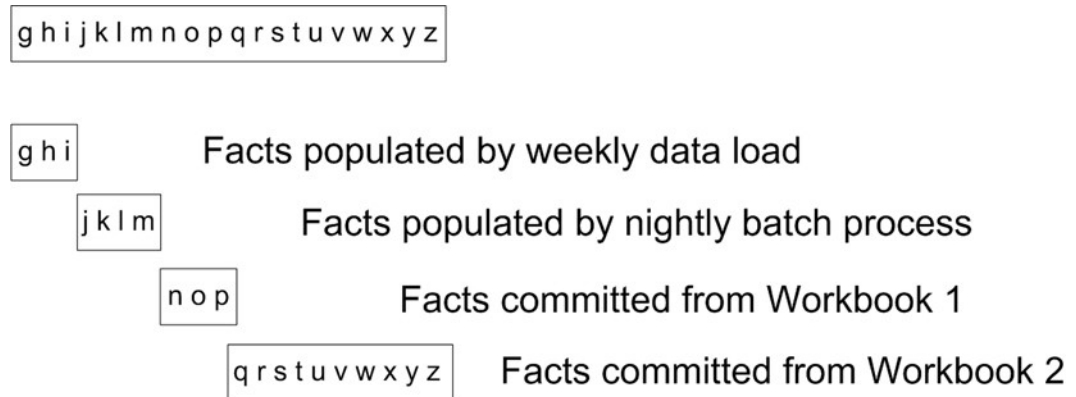 g h i j k l m n o p q r s t u v w x y z
g h i Facts populated by weekly data load
j k l m Facts populated by nightly batch process
n o p Facts committed from Workbook 1
q r s t u v w x y z Facts committed from Workbook 2